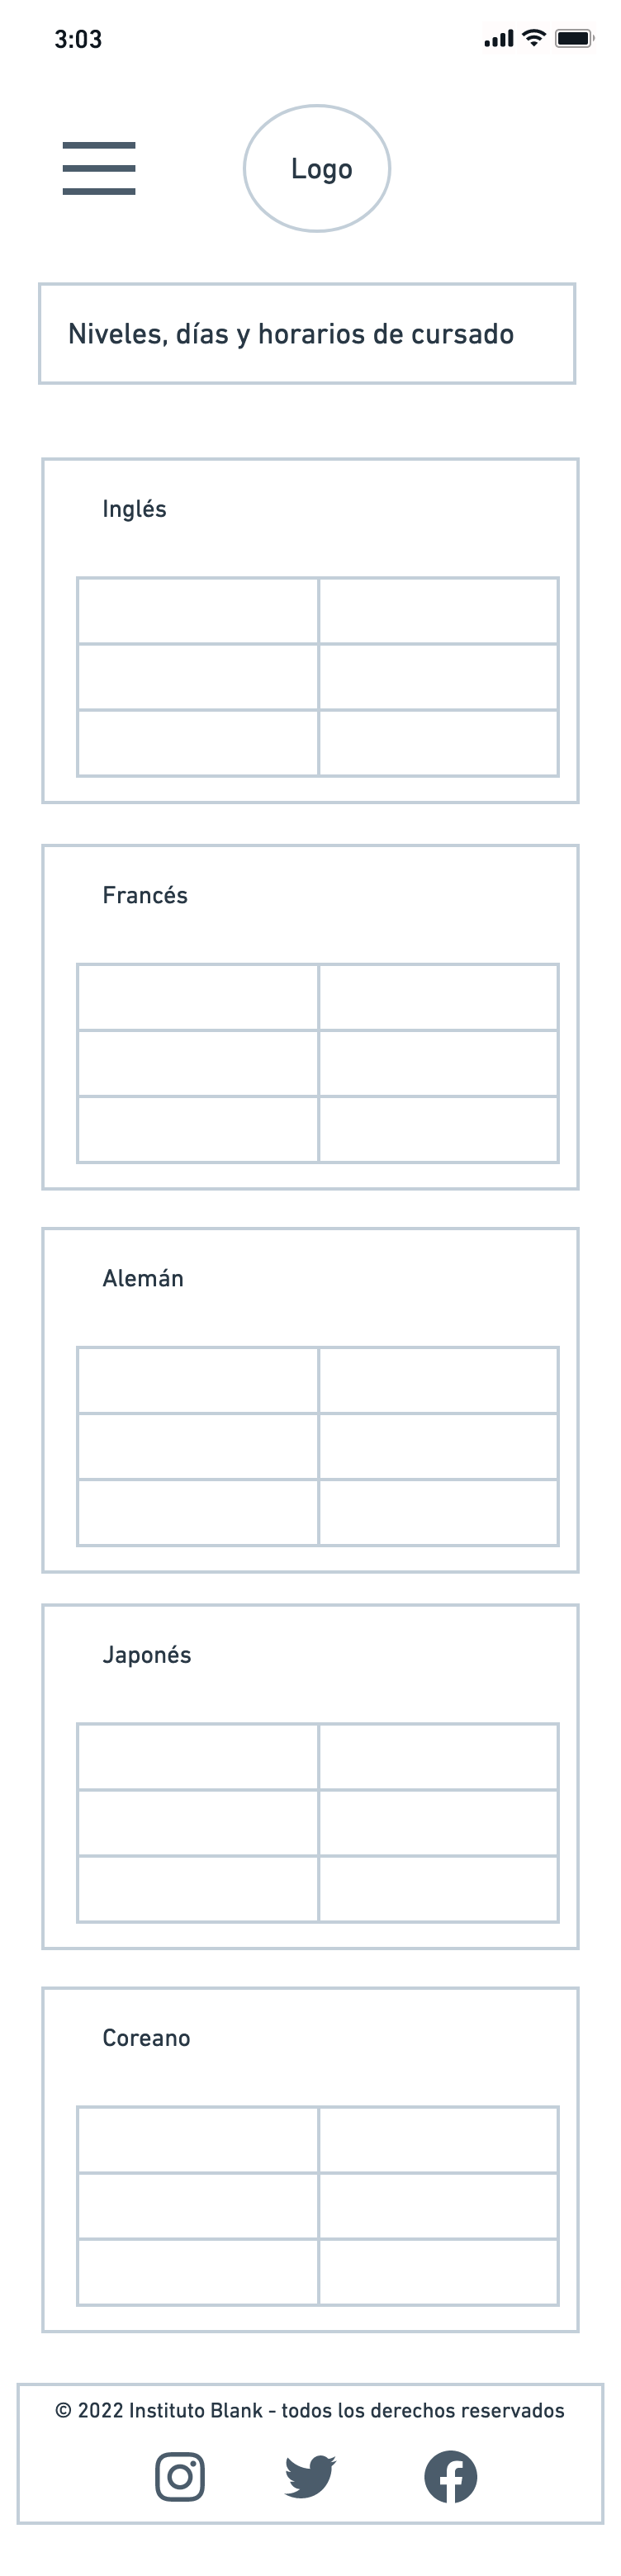 3:03
Logo
Niveles, días y horarios de cursado
Inglés
Francés
Alemán
Japonés
Coreano
© 2022 Instituto Blank - todos los derechos reservados